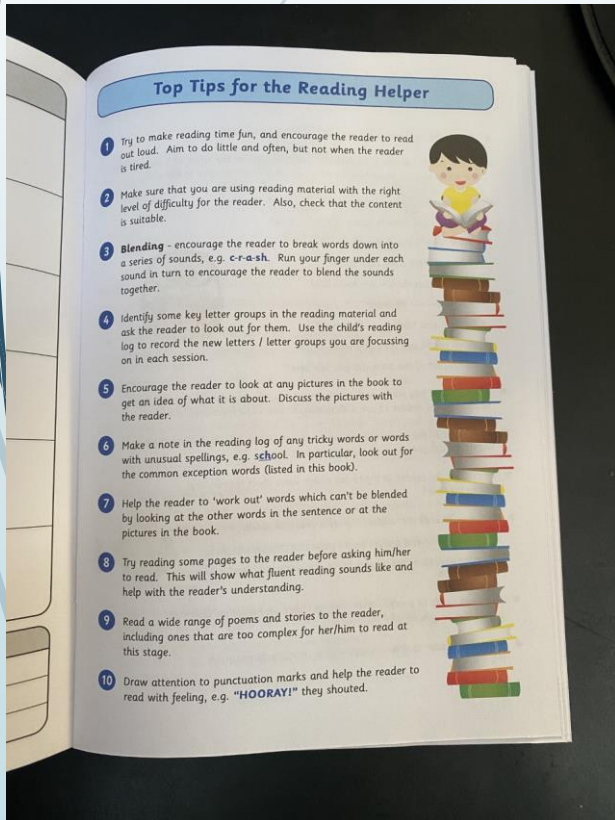 Top Tips for the Reading Helper
1 Try to make reading time fun, and encourage the reader to read
out loud. Aim to do little and often, but not when the reader
is tired.
2 Make sure that you are using reading material with the right
level of difficulty for the reader. Also, check that the content
is suitable.
3 Blending - encourage the reader to break words down into
a series of sounds, e.g. c-r-a-sh. Run your finger under each
sound in turn to encourage the reader to blend the sounds
together.
4 Identify some key letter groups in the reading material and
ask the reader to look out for them. Use the child's reading
log to record the new letters / letter groups you are focussing
on in each session.
5 Encourage the reader to look at any pictures in the book to
get an idea of what it is about. Discuss the pictures with
the reader.
6 Make a note in the reading log of any tricky words or words
with unusual spellings, e.g. school. In particular, look out for
the common exception words (listed in this book).
7 Help the reader to 'work out' words which can't be blended
by looking at the other words in the sentence or at the
pictures in the book.
8 Try reading some pages to the reader before asking him/her
to read. This will show what fluent reading sounds like and
help with the reader's understanding.
9 Read a wide range of poems and stories to the reader,
including ones that are too complex for her/him to read at
this stage.
10 Draw attention to punctuation marks and help the reader to
read with feeling, e.g. "HOORAY!" they shouted.